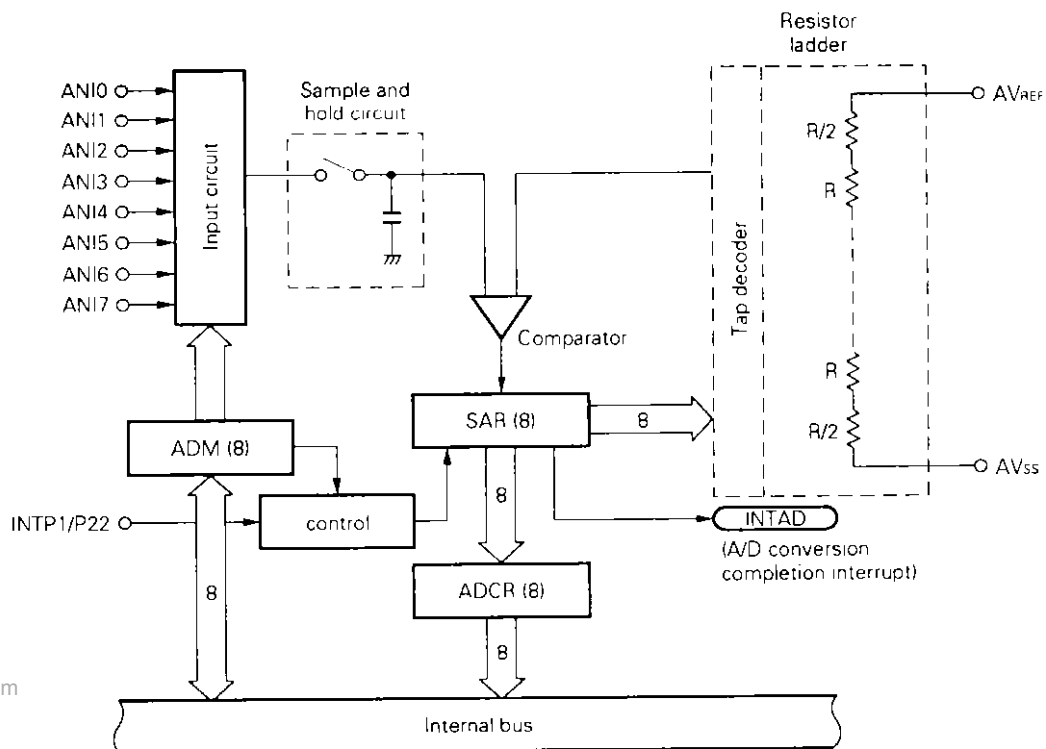 Resistor
ladder
ANI0
ANI1
ANI2
ANI3
ANI4
ANI5
ANI6
ANI7
Input circuit
Sample and
hold circuit
Tap decoder
R/2
R
R
R/2
AVREF
AVss
Comparator
SAR (8)
8
ADM (8)
INTP1/P22
control
8
8
INTAD
(A/D conversion
completion interrupt)
ADCR (8)
8
m
Internal bus